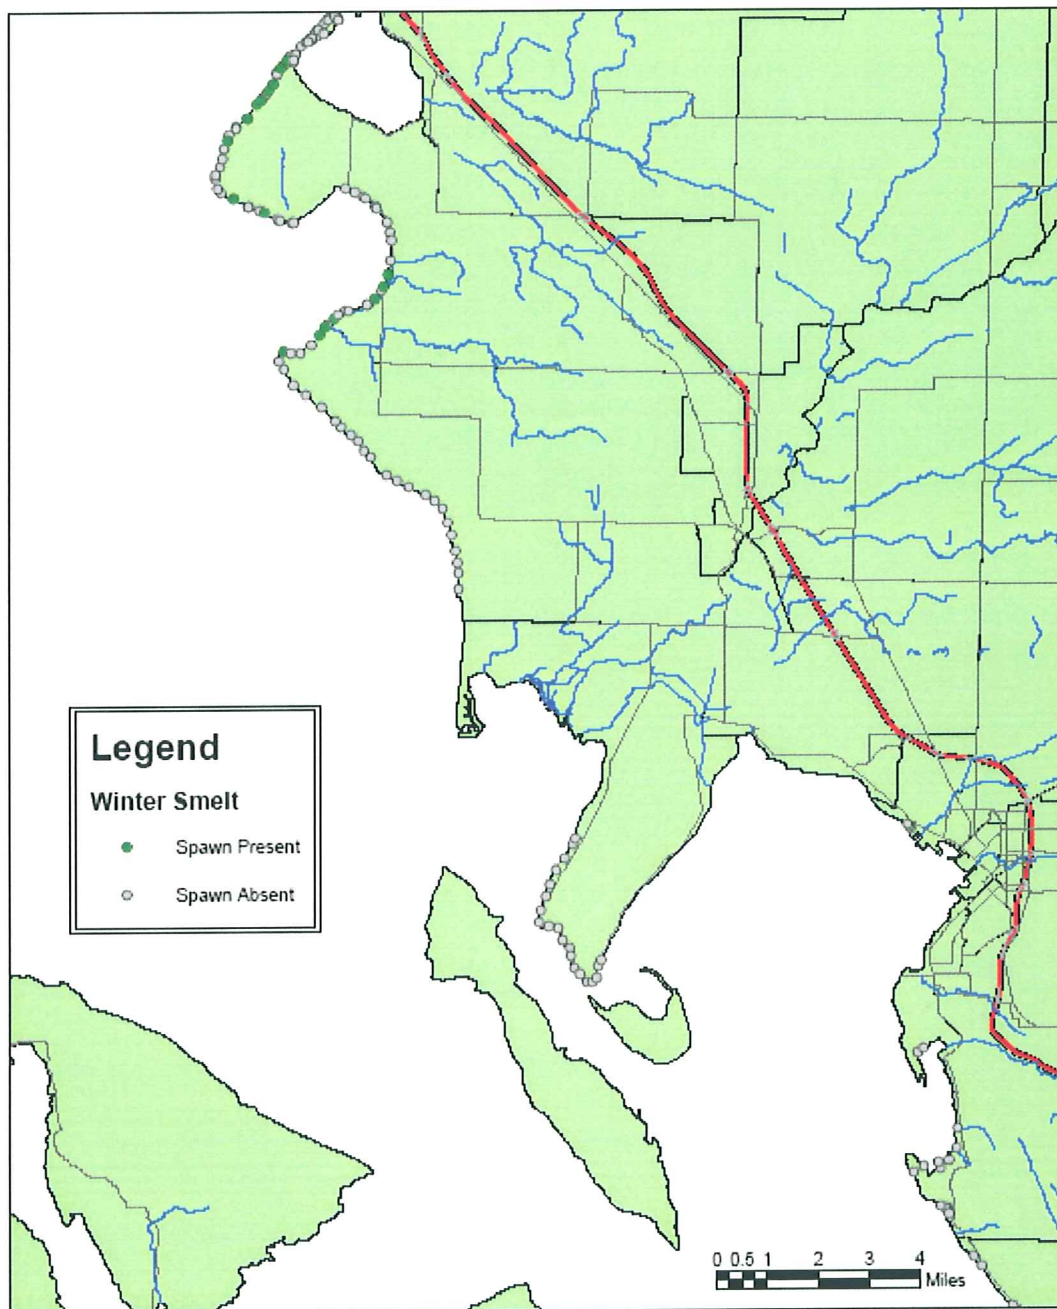 Legend
Winter Smelt
Spawn Present
Spawn Absent
0 0.5 1 2 3 4
Miles